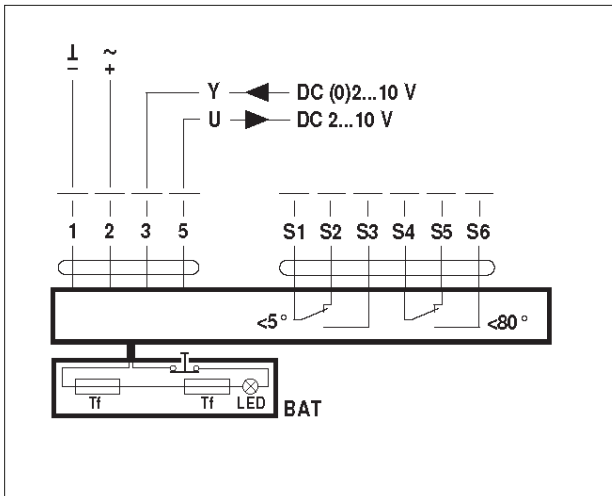 ⊥ ~
– +
Y DC (0)2...10 V
U DC 2...10 V
1 2 3 5 S1 S2 S3 S4 S5 S6
<5° <80°
T
Tf Tf LED BAT